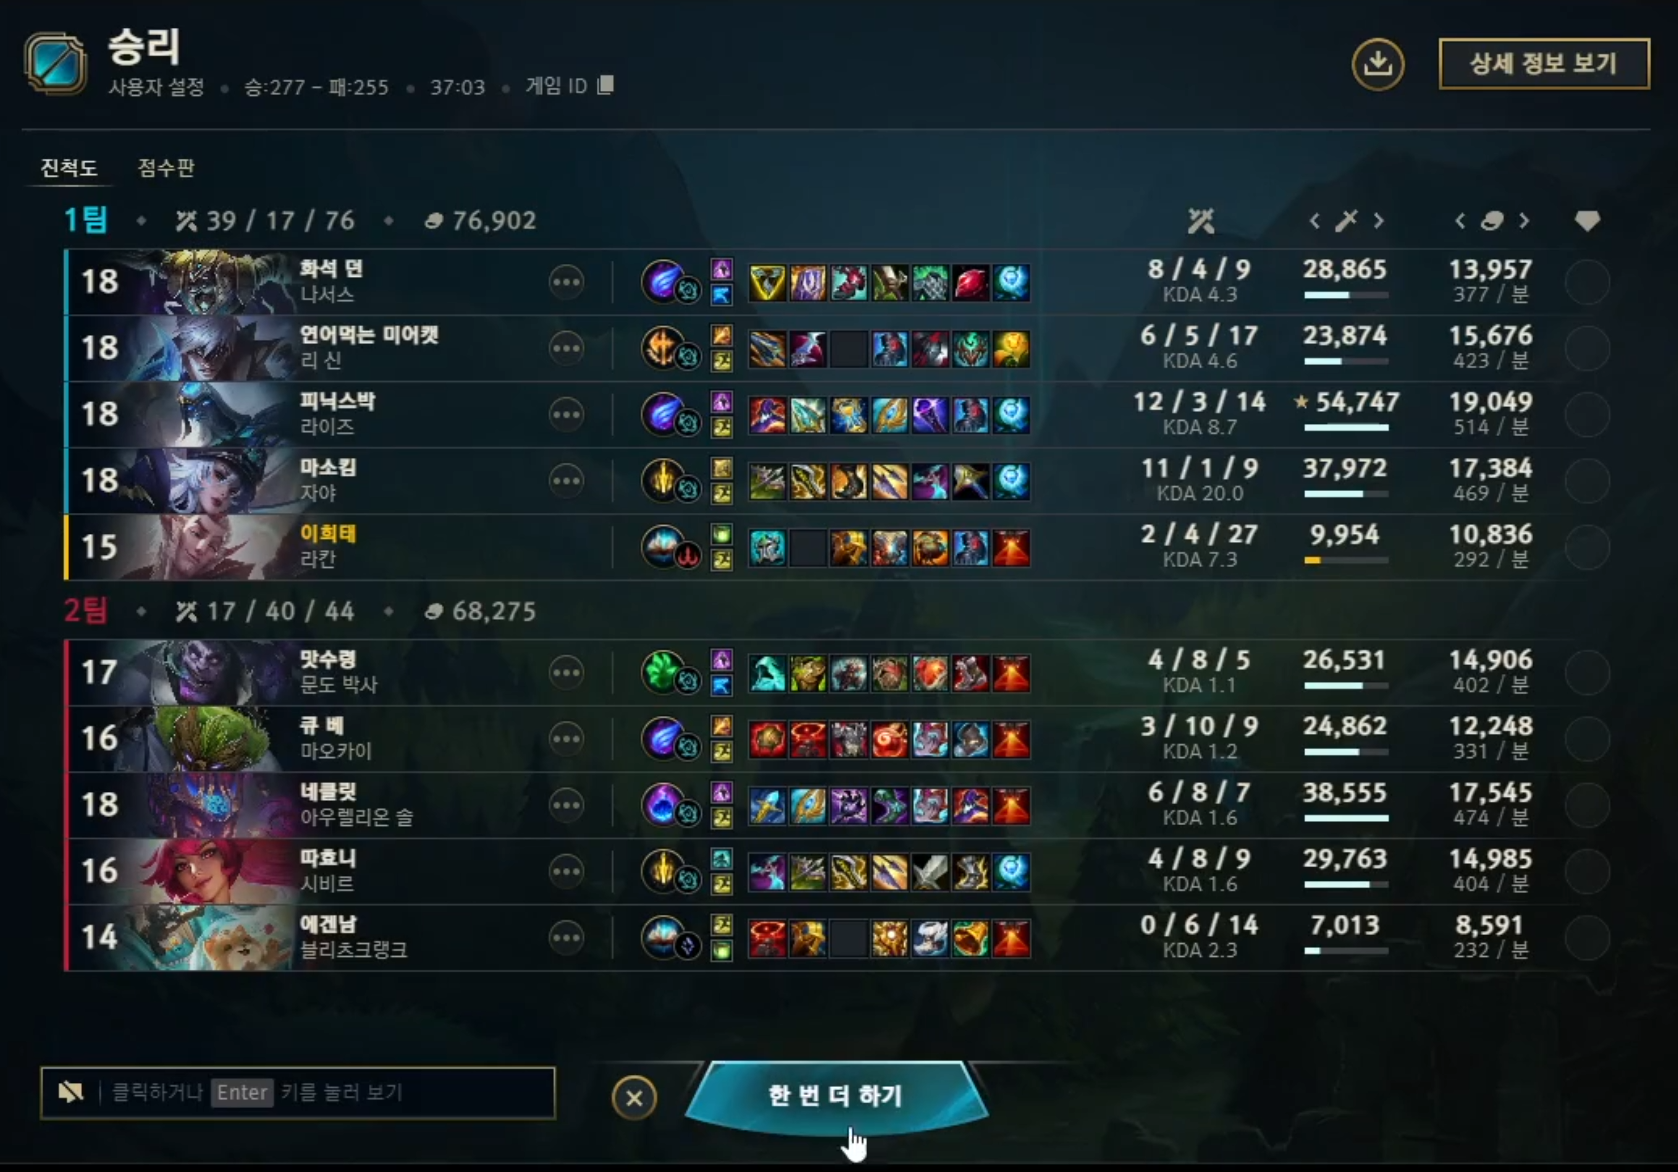 승리
사용자 설정 • 승:277 – 패:255 • 37:03 • 게임 ID
상세 정보 보기
진척도 점수판
1팀 • 39 / 17 / 76 • 76,902
18 화석 던 8 / 4 / 9 28,865 13,957
나서스 KDA 4.3 377 / 분
18 연어먹는 미어캣 6 / 5 / 17 23,874 15,676
리 신 KDA 4.6 423 / 분
18 피닉스박 12 / 3 / 14 54,747 19,049
라이즈 KDA 8.7 514 / 분
18 마소킴 11 / 1 / 9 37,972 17,384
자야 KDA 20.0 469 / 분
15 이희태 2 / 4 / 27 9,954 10,836
라칸 KDA 7.3 292 / 분
2팀 • 17 / 40 / 44 • 68,275
17 맛수령 4 / 8 / 5 26,531 14,906
문도 박사 KDA 1.1 402 / 분
16 큐 베 3 / 10 / 9 24,862 12,248
마오카이 KDA 1.2 331 / 분
18 네클릿 6 / 8 / 7 38,555 17,545
아우렐리온 솔 KDA 1.6 474 / 분
16 따효니 4 / 8 / 9 29,763 14,985
시비르 KDA 1.6 404 / 분
14 에겐남 0 / 6 / 14 7,013 8,591
블리츠크랭크 KDA 2.3 232 / 분
클릭하거나 Enter 키를 눌러 보기
한 번 더 하기